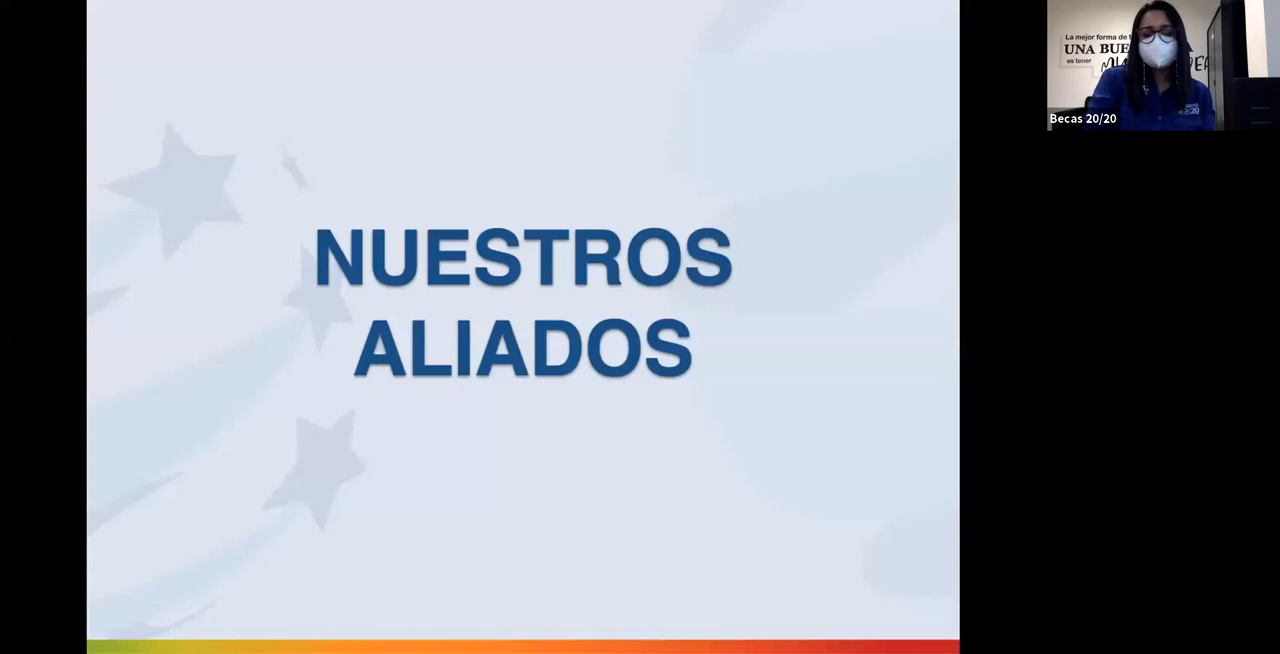 NUESTROS
ALIADOS
La mejor forma de
UNA BUE
es tener
Becas 20/20